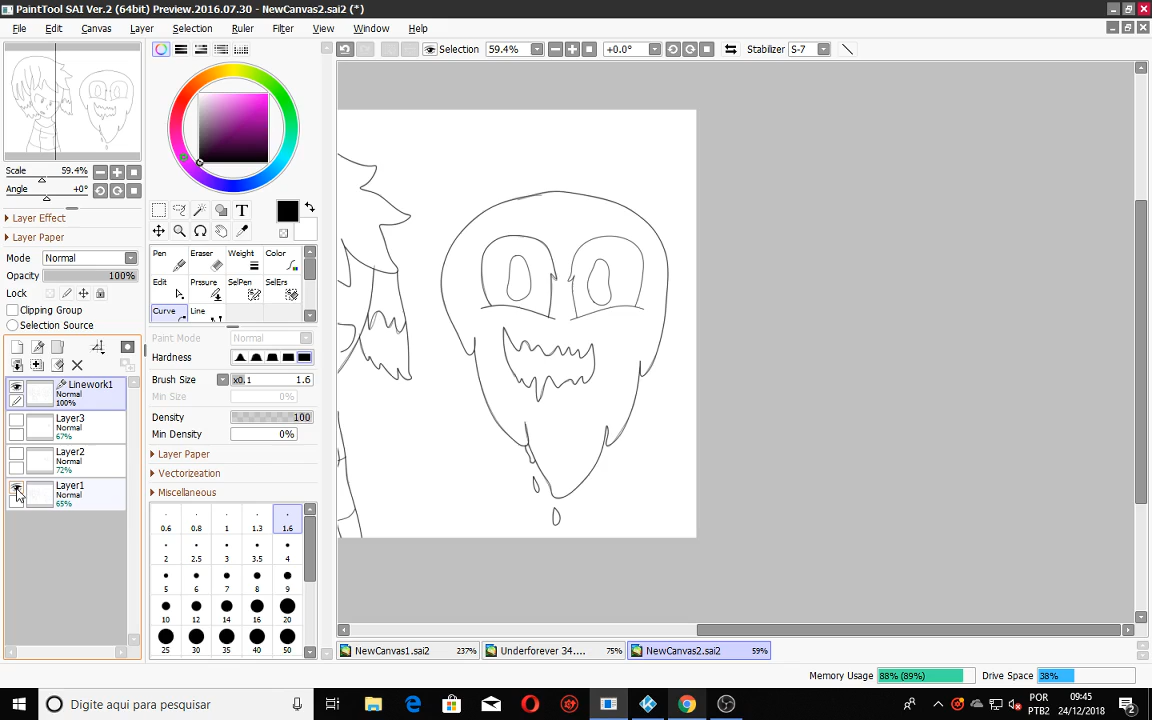 PaintTool SAI Ver.2 (64bit) Preview.2016.07.30 - NewCanvas2.sai2 (*)
File Edit Canvas Layer Selection Ruler Filter View Window Help
Selection 59.4% +0.0° Stabilizer S-7
Scale 59.4%
Angle +0°
Layer Effect
Layer Paper
Mode Normal
Opacity 100%
Lock
Clipping Group
Selection Source
Linework1
Normal
100%
Layer3
Normal
67%
Layer2
Normal
72%
Layer1
Normal
65%
T
Pen Eraser Weight Color
Edit Prssure SelPen SelErs
Curve Line
Paint Mode Normal
Hardness
Brush Size x0.1 1.6
Min Size 0%
Density 100
Min Density 0%
Layer Paper
Vectorezation
Miscellaneous
0.6 0.8 1 1.3 1.6
2 2.5 3 3.5 4
5 6 7 8 9
10 12 14 16 20
25 30 35 40 50
NewCanvas1.sai2 237% Underforever 34.... 75% NewCanvas2.sai2 59%
Memory Usage 88% (89%) Drive Space 38%
Digite aqui para pesquisar
POR
PTB2
09:45
24/12/2018
2